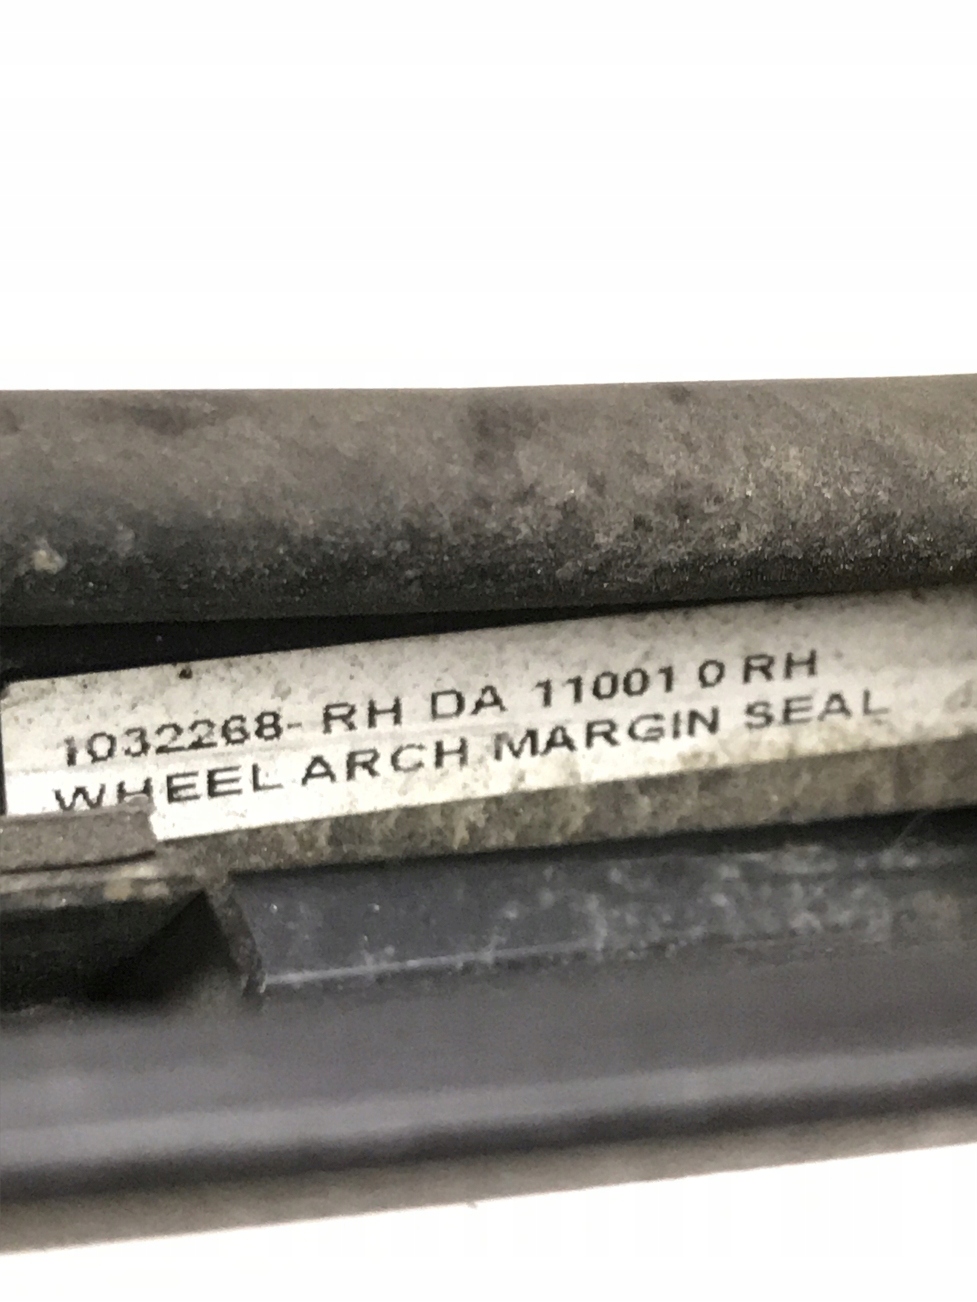 1032268- RH DA 11001 0 RH
WHEEL ARCH MARGIN SEAL